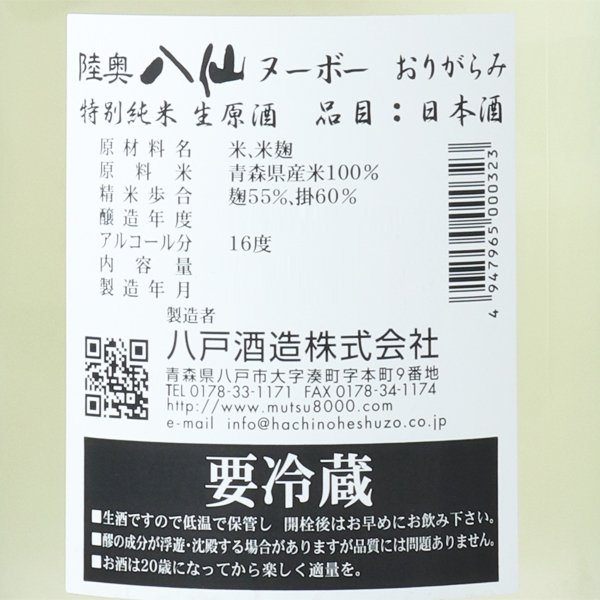 陸奥八仙 ヌーボー おりがらみ
特別純米 生原酒 品目：日本酒
原材料名 米、米麹
原料米 青森県産米100%
精米歩合 麹55%、掛60%
醸造年度
アルコール分 16度
内容量
製造年月
4947965000323
製造者
八戸酒造株式会社
青森県八戸市大字湊町字本町9番地
TEL 0178-33-1171 FAX 0178-34-1174
http://www.mutsu8000.com/
e-mail info@hachinoheshuzo.co.jp
要冷蔵
■生酒ですので低温で保管し 開栓後はお早めにお飲み下さい。
■醪の成分が浮遊・沈殿する場合がありますが品質には問題ありません。
■お酒は20歳になってから楽しく適量を。